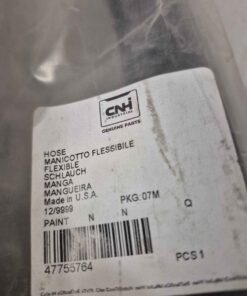 CNH
INDUSTRIAL
GENUINE PARTS
HOSE
MANICOTTO FLESSIBILE
FLEXIBLE
SCHLAUCH
MANGA
MANGUEIRA
Made in U.S.A. PKG:07M
12/9999 Q
PAINT N N
47755764 PCS 1